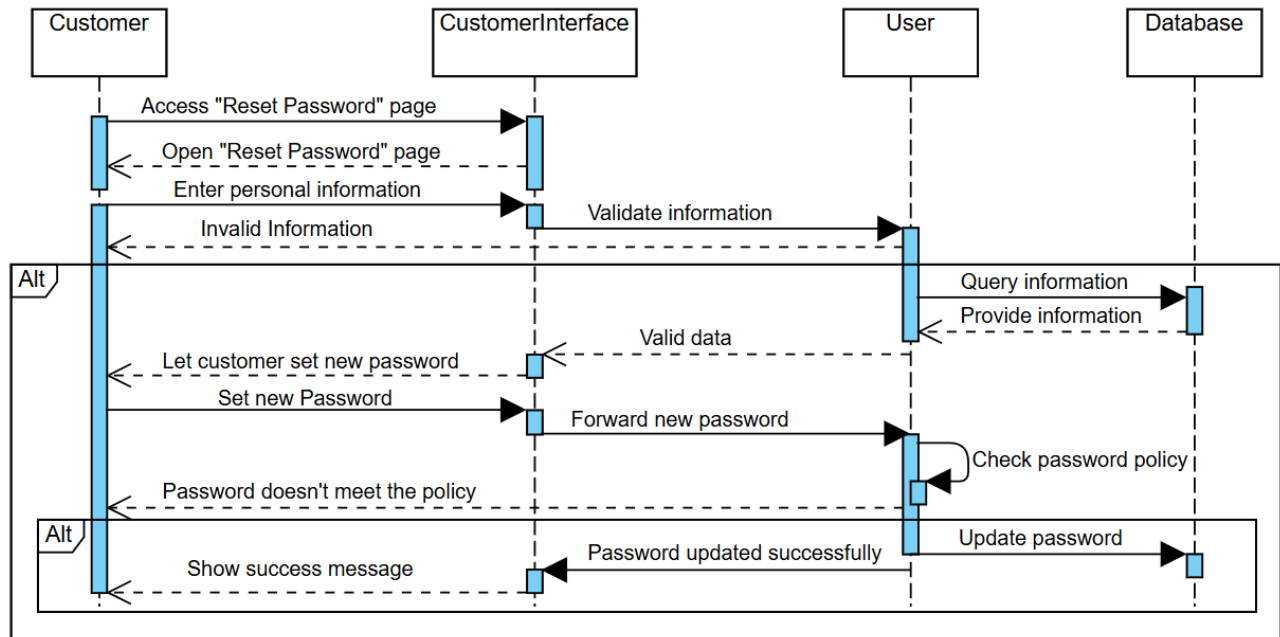 Customer
CustomerInterface
User
Database
Access "Reset Password" page
Open "Reset Password" page
Enter personal information
Validate information
Invalid Information
Alt
Query information
Provide information
Valid data
Let customer set new password
Set new Password
Forward new password
Check password policy
Password doesn't meet the policy
Alt
Update password
Password updated successfully
Show success message